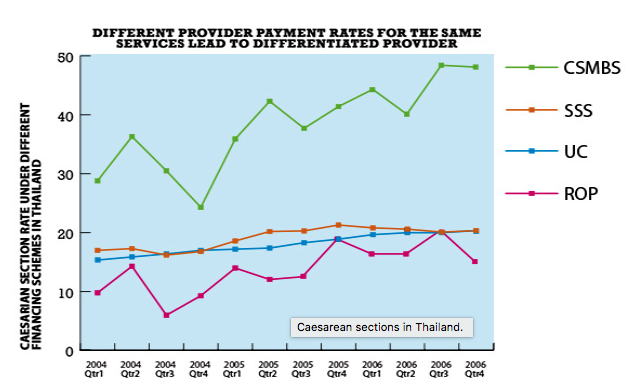 DIFFERENT PROVIDER PAYMENT RATES FOR THE SAME
SERVICES LEAD TO DIFFERENTIATED PROVIDER
CAESARIAN SECTION RATE UNDER DIFFERENT
FINANCING SCHEMES IN THAILAND
50
40
30
20
10
0
CSMBS
SSS
UC
ROP
Caesarean sections in Thailand.
2004 2004 2004 2004 2005 2005 2005 2005 2006 2006 2006 2006
Qtr1 Qtr2 Qtr3 Qtr4 Qtr1 Qtr2 Qtr3 Qtr4 Qtr1 Qtr2 Qtr3 Qtr4